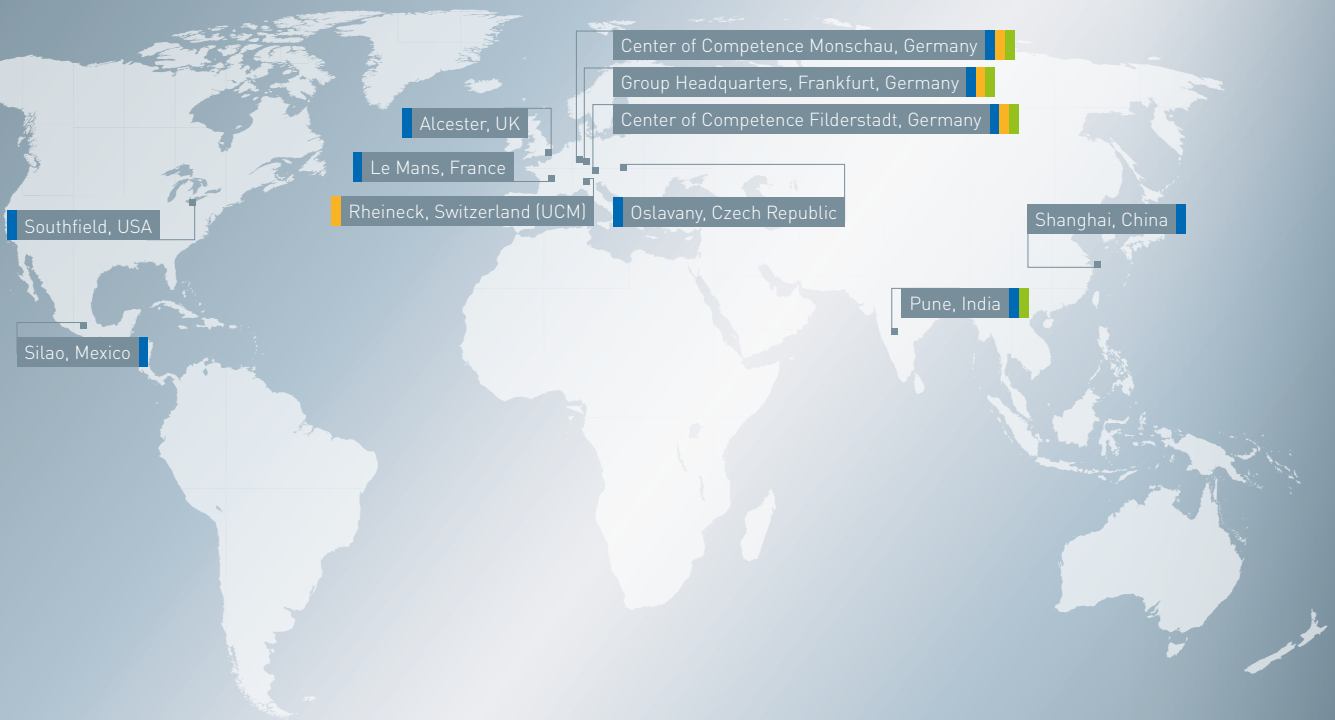 Center of Competence Monschau, Germany
Group Headquarters, Frankfurt, Germany
Center of Competence Filderstadt, Germany
Alcester, UK
Le Mans, France
Rheineck, Switzerland (UCM)
Oslavany, Czech Republic
Southfield, USA
Shanghai, China
Pune, India
Silao, Mexico